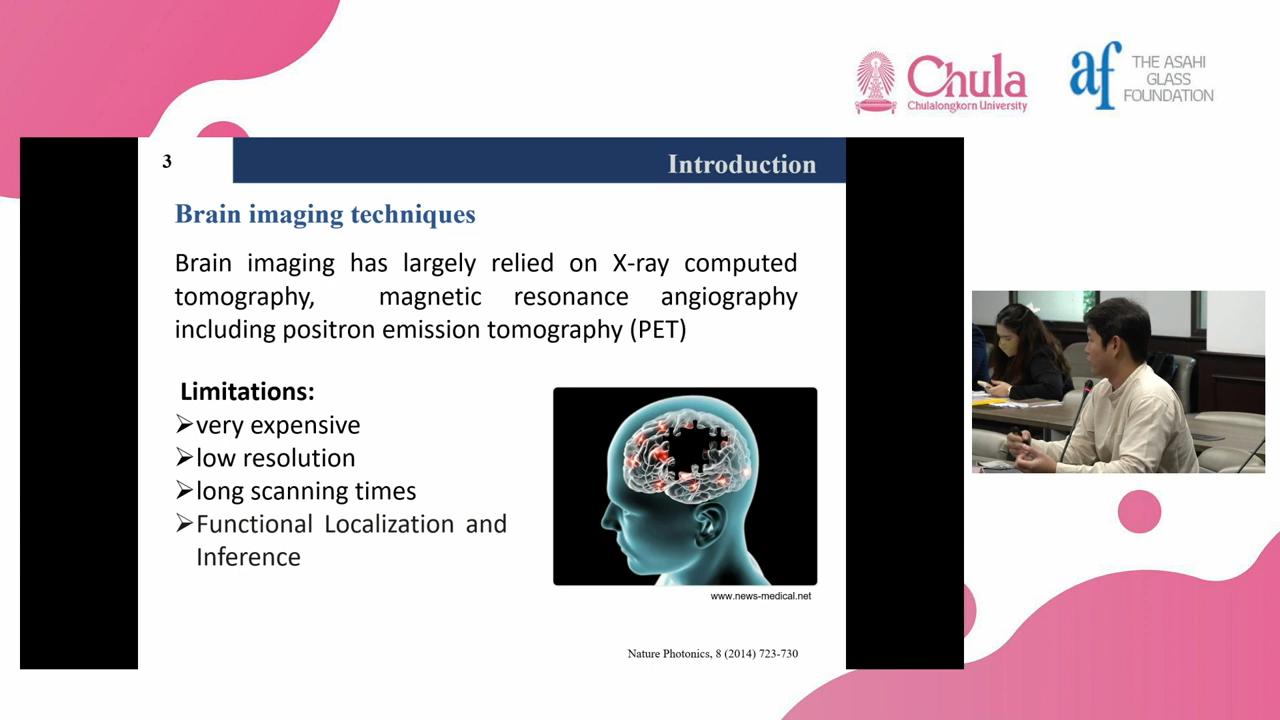 Chula
Chulalongkorn University
af
THE ASAHI
GLASS
FOUNDATION
3
Introduction
Brain imaging techniques
Brain imaging has largely relied on X-ray computed
tomography, magnetic resonance angiography
including positron emission tomography (PET)
Limitations:
➢very expensive
➢low resolution
➢long scanning times
➢Functional Localization and
Inference
www.news-medical.net
Nature Photonics, 8 (2014) 723-730